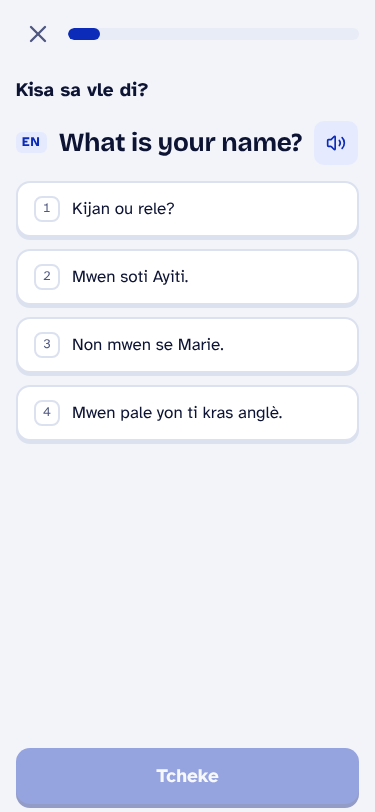 Kisa sa vle di?
EN What is your name?
1 Kijan ou rele?
2 Mwen soti Ayiti.
3 Non mwen se Marie.
4 Mwen pale yon ti kras anglè.
Tcheke